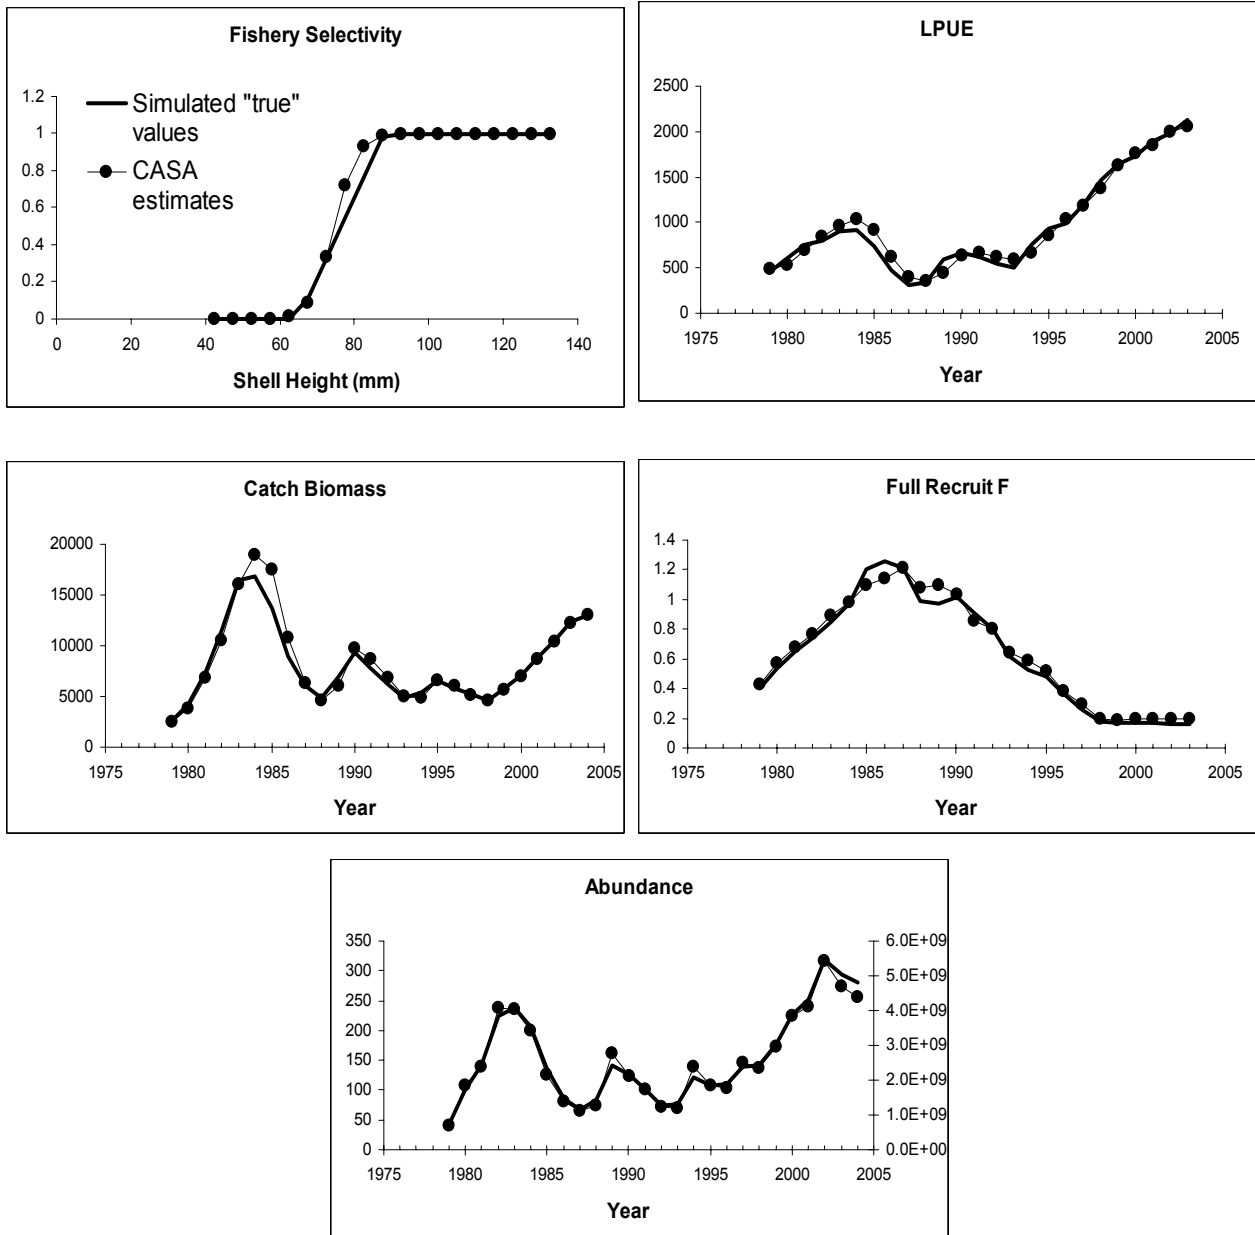 Fishery Selectivity
1.2
1
0.8
0.6
0.4
0.2
0
Simulated "true"
values
CASA
estimates
0 20 40 60 80 100 120 140
Shell Height (mm)
LPUE
2500
2000
1500
1000
500
0
1975 1980 1985 1990 1995 2000 2005
Year
Catch Biomass
20000
15000
10000
5000
0
1975 1980 1985 1990 1995 2000 2005
Year
Full Recruit F
1.4
1.2
1
0.8
0.6
0.4
0.2
0
1975 1980 1985 1990 1995 2000 2005
Year
Abundance
350 6.0E+09
300 5.0E+09
250 4.0E+09
200 3.0E+09
150 2.0E+09
100 1.0E+09
50 0.0E+00
0
1975 1980 1985 1990 1995 2000 2005
Year